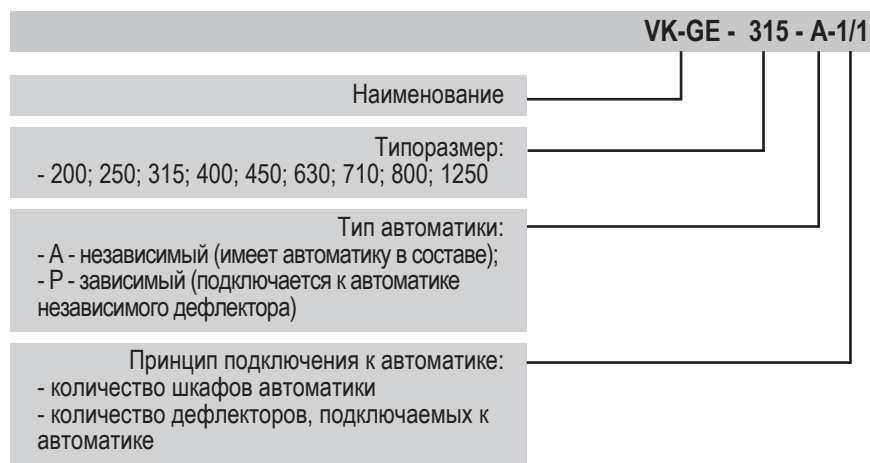 VK-GE - 315 - A-1/1
Наименование
Типоразмер:
- 200; 250; 315; 400; 450; 630; 710; 800; 1250
Тип автоматики:
- А - независимый (имеет автоматику в составе);
- Р - зависимый (подключается к автоматике
независимого дефлектора)
Принцип подключения к автоматике:
- количество шкафов автоматики
- количество дефлекторов, подключаемых к
автоматике